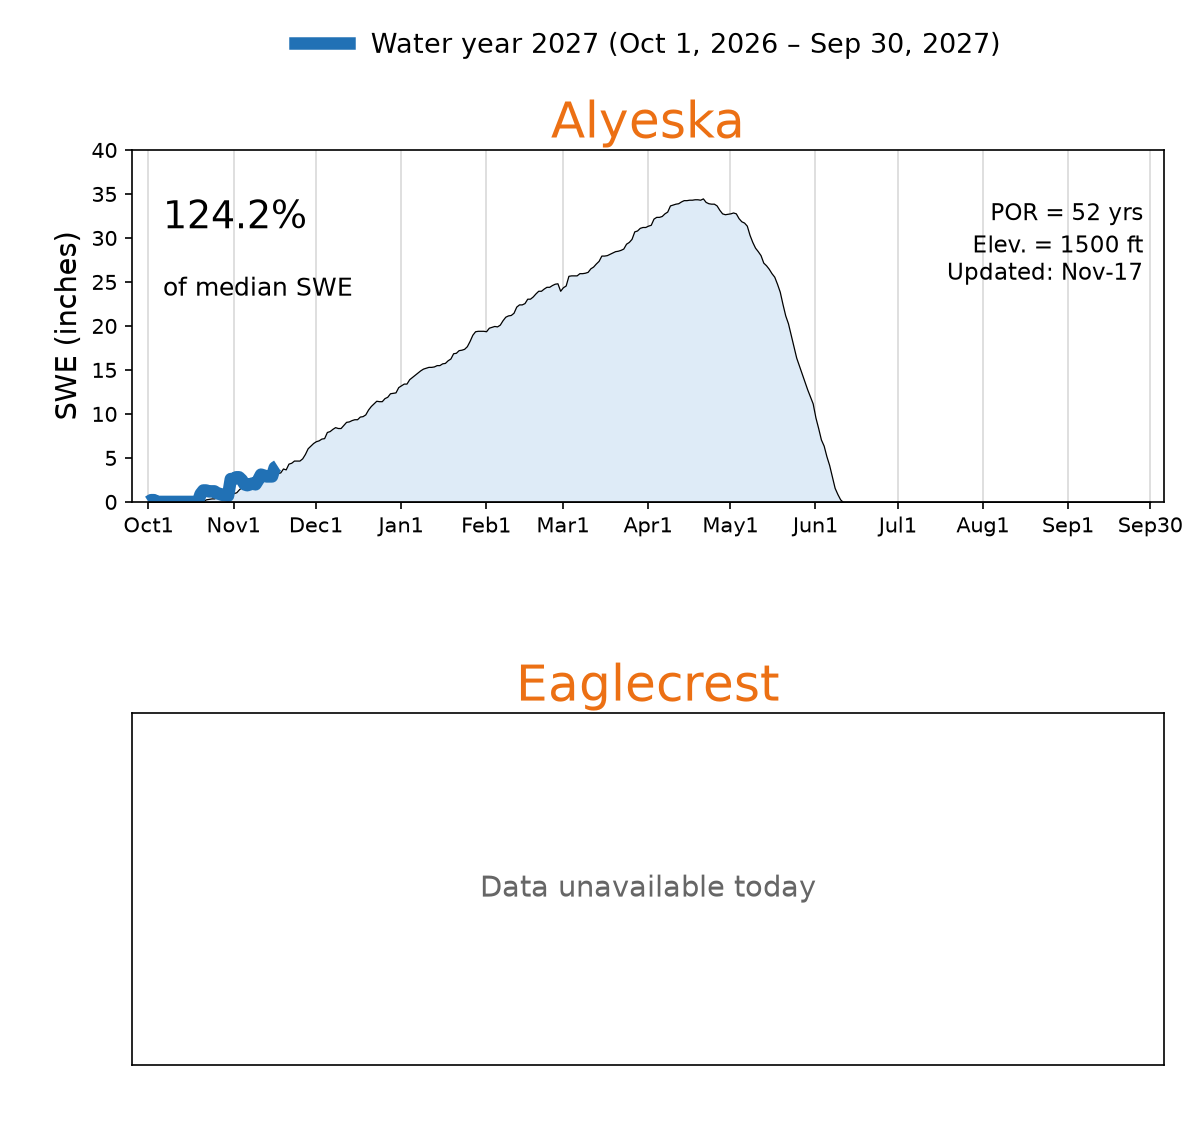 Water year 2027 (Oct 1, 2026 – Sep 30, 2027)
Alyeska
SWE (inches)
40
35
30
25
20
15
10
5
0
124.2%
of median SWE
POR = 52 yrs
Elev. = 1500 ft
Updated: Nov-17
Oct1 Nov1 Dec1 Jan1 Feb1 Mar1 Apr1 May1 Jun1 Jul1 Aug1 Sep1 Sep30
Eaglecrest
Data unavailable today